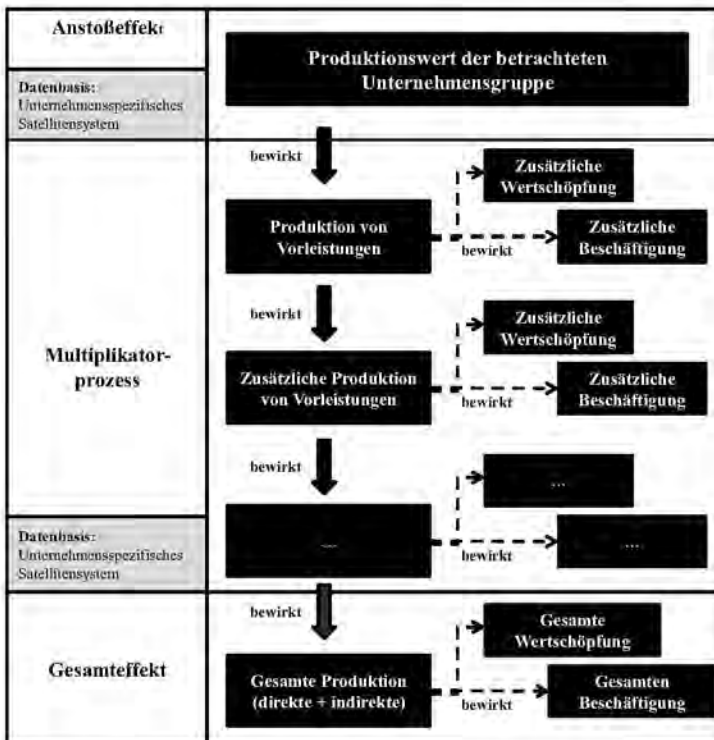 Anstoßeffekt
Datenbasis:
Unternehmensspezifisches
Satellitensystem
Produktionswert der betrachteten
Unternehmensgruppe
bewirkt
Multiplikator-
prozess
Produktion von
Vorleistungen
bewirkt
Zusätzliche
Wertschöpfung
Zusätzliche
Beschäftigung
bewirkt
Zusätzliche Produktion
von Vorleistungen
bewirkt
Zusätzliche
Wertschöpfung
Zusätzliche
Beschäftigung
bewirkt
...
bewirkt
...
...
Datenbasis:
Unternehmensspezifisches
Satellitensystem
bewirkt
Gesamteffekt
Gesamte Produktion
(direkte + indirekte)
bewirkt
Gesamte
Wertschöpfung
Gesamten
Beschäftigung